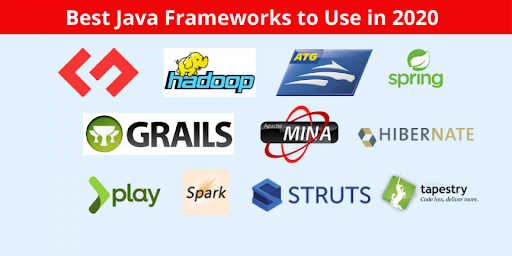 Best Java Frameworks to Use in 2020
hadoop
ATG
spring
GRAILS
Apache
MINA
HIBERNATE
play
Spark
STRUTS
tapestry
Code less, deliver more.